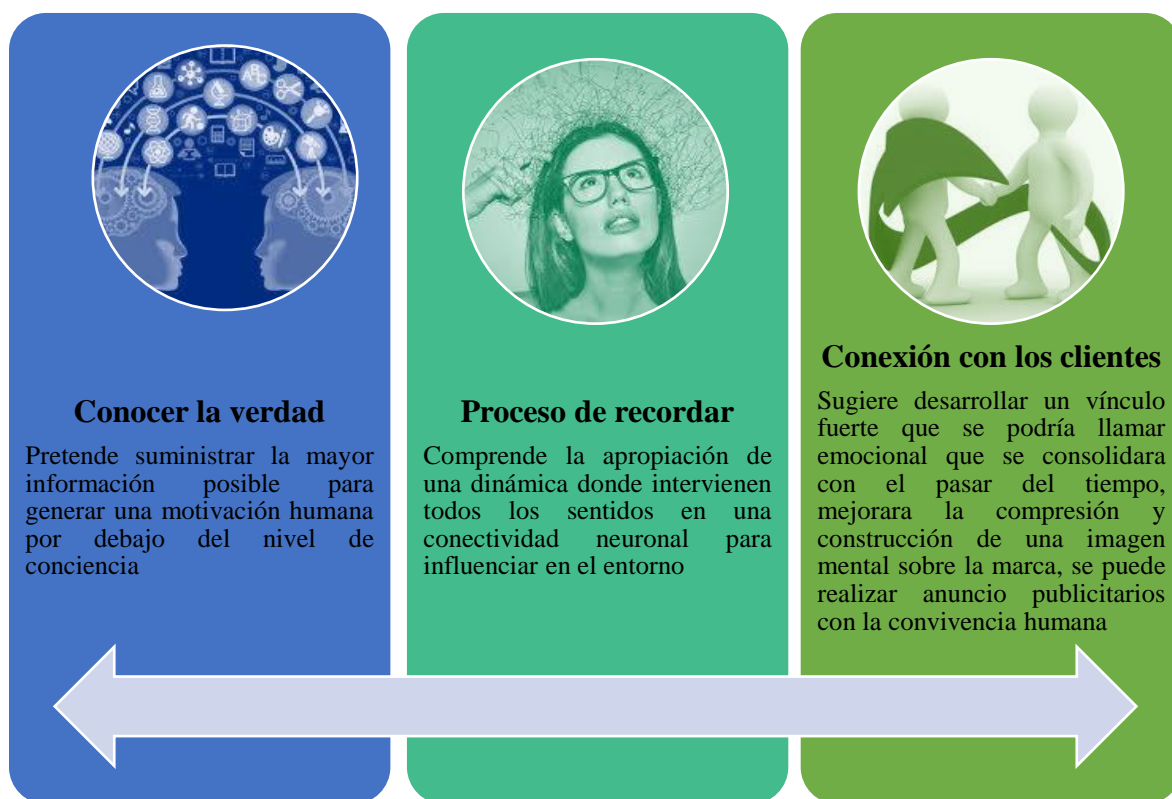 Conocer la verdad
Pretende suministrar la mayor
información posible para
generar una motivación humana
por debajo del nivel de
conciencia
Proceso de recordar
Comprende la apropiación de
una dinámica donde intervienen
todos los sentidos en una
conectividad neuronal para
influenciar en el entorno
Conexión con los clientes
Sugiere desarrollar un vínculo
fuerte que se podría llamar
emocional que se consolidara
con el pasar del tiempo,
mejorara la compresión y
construcción de una imagen
mental sobre la marca, se puede
realizar anuncio publicitarios
con la convivencia humana